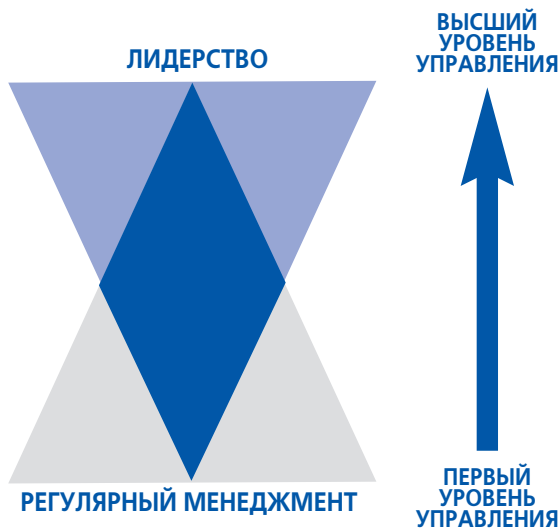 ЛИДЕРСТВО
ВЫСШИЙ
УРОВЕНЬ
УПРАВЛЕНИЯ
РЕГУЛЯРНЫЙ МЕНЕДЖМЕНТ
ПЕРВЫЙ
УРОВЕНЬ
УПРАВЛЕНИЯ